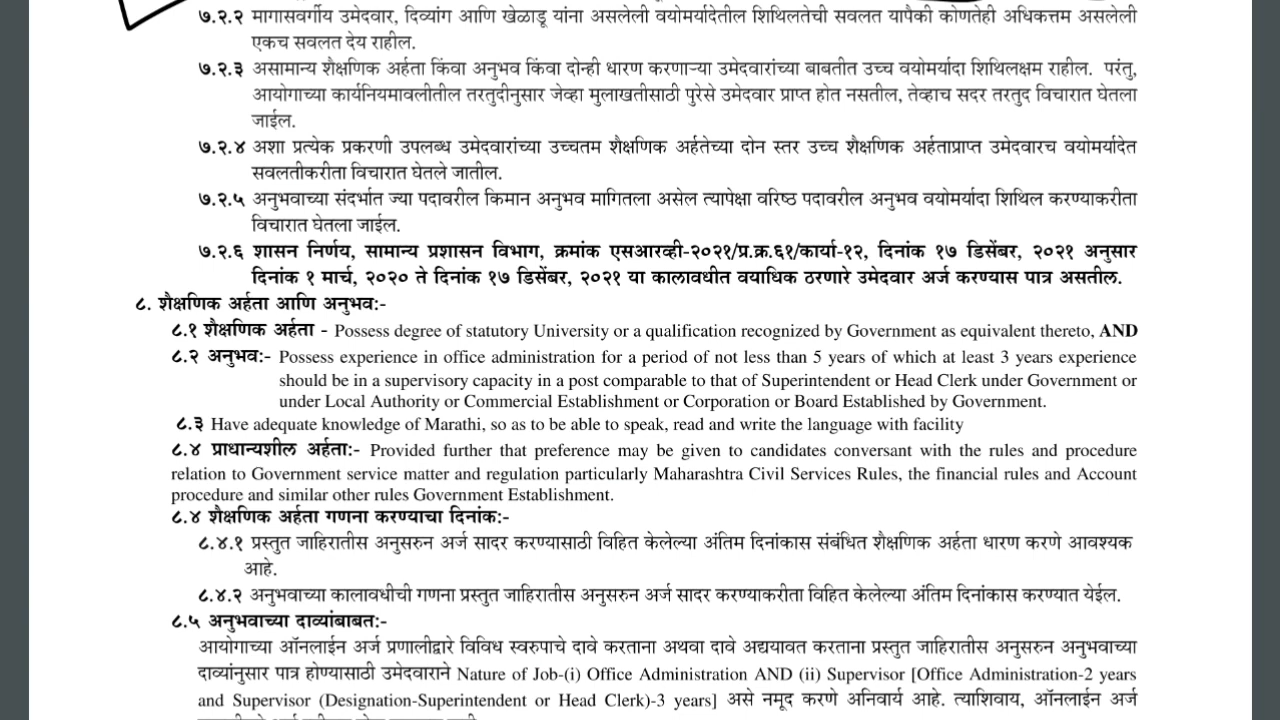 ७.२.२ मागासवर्गीय उमेदवार, दिव्यांग आणि खेळाडू यांना असलेली वयोमर्यादेतील शिथिलतेची सवलत यापैकी कोणतेही अधिकत्तम असलेली
एकच सवलत देय राहील.
७.२.३ असामान्य शैक्षणिक अर्हता किंवा अनुभव किंवा दोन्ही धारण करणाऱ्या उमेदवारांच्या बाबतीत उच्च वयोमर्यादा शिथिलक्षम राहील. परंतु,
आयोगाच्या कार्यनियमावलीतील तरतुदीनुसार जेव्हा मुलाखतीसाठी पुरेसे उमेदवार प्राप्त होत नसतील, तेव्हाच सदर तरतुद विचारात घेतला
जाईल.
७.२.४ अशा प्रत्येक प्रकरणी उपलब्ध उमेदवारांच्या उच्चतम शैक्षणिक अर्हतेच्या दोन स्तर उच्च शैक्षणिक अर्हताप्राप्त उमेदवारच वयोमर्यादेत
सवलतीकरीता विचारात घेतले जातील.
७.२.५ अनुभवाच्या संदर्भात ज्या पदावरील किमान अनुभव मागितला असेल त्यापेक्षा वरिष्ठ पदावरील अनुभव वयोमर्यादा शिथिल करण्याकरीता
विचारात घेतला जाईल.
७.२.६ शासन निर्णय, सामान्य प्रशासन विभाग, क्रमांक एसआरव्ही-२०२१/प्र.क्र.६१/कार्या-१२, दिनांक १७ डिसेंबर, २०२१ अनुसार
दिनांक १ मार्च, २०२० ते दिनांक १७ डिसेंबर, २०२१ या कालावधीत वयाधिक ठरणारे उमेदवार अर्ज करण्यास पात्र असतील.
८. शैक्षणिक अर्हता आणि अनुभव:-
८.१ शैक्षणिक अर्हता - Possess degree of statutory University or a qualification recognized by Government as equivalent thereto, AND
८.२ अनुभव:- Possess experience in office administration for a period of not less than 5 years of which at least 3 years experience
should be in a supervisory capacity in a post comparable to that of Superintendent or Head Clerk under Government or
under Local Authority or Commercial Establishment or Corporation or Board Established by Government.
८.३ Have adequate knowledge of Marathi, so as to be able to speak, read and write the language with facility
८.४ प्राधान्यशील अर्हता:- Provided further that preference may be given to candidates conversant with the rules and procedure
relation to Government service matter and regulation particularly Maharashtra Civil Services Rules, the financial rules and Account
procedure and similar other rules Government Establishment.
८.४ शैक्षणिक अर्हता गणना करण्याचा दिनांक:-
८.४.१ प्रस्तुत जाहिरातीस अनुसरुन अर्ज सादर करण्यासाठी विहित केलेल्या अंतिम दिनांकास संबंधित शैक्षणिक अर्हता धारण करणे आवश्यक
आहे.
८.४.२ अनुभवाच्या कालावधीची गणना प्रस्तुत जाहिरातीस अनुसरुन अर्ज सादर करण्याकरीता विहित केलेल्या अंतिम दिनांकास करण्यात येईल.
८.५ अनुभवाच्या दाव्यांबाबत:-
आयोगाच्या ऑनलाईन अर्ज प्रणालीद्वारे विविध स्वरुपाचे दावे करताना अथवा दावे अद्ययावत करताना प्रस्तुत जाहिरातीस अनुसरुन अनुभवाच्या
दाव्यांनुसार पात्र होण्यासाठी उमेदवाराने Nature of Job-(i) Office Administration AND (ii) Supervisor [Office Administration-2 years
and Supervisor (Designation-Superintendent or Head Clerk)-3 years] असे नमूद करणे अनिवार्य आहे. त्याशिवाय, ऑनलाईन अर्ज